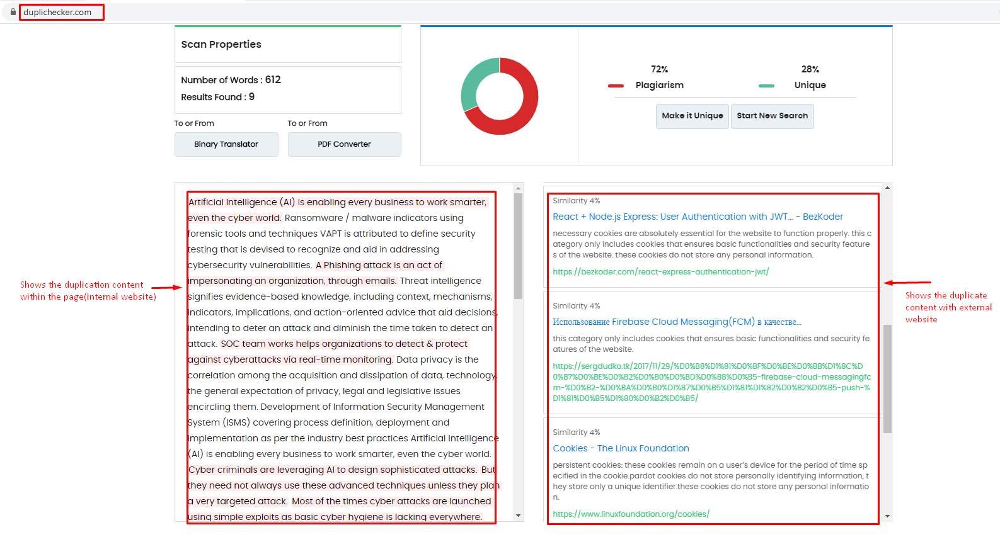 duplichecker.com
Scan Properties
Number of Words : 612
Results Found : 9
To or From
To or From
Binary Translator
PDF Converter
72%
28%
Plagiarism
Unique
Make it Unique
Start New Search
Shows the duplication content
within the page(internal website)
Artificial Intelligence (AI) is enabling every business to work smarter,
even the cyber world. Ransomware / malware indicators using
forensic tools and techniques VAPT is attributed to define security
testing that is devised to recognize and aid in addressing
cybersecurity vulnerabilities. A Phishing attack is an act of
impersonating an organization, through emails. Threat intelligence
signifies evidence-based knowledge, including context, mechanisms,
indicators, implications, and action-oriented advice that aid decisions,
intending to deter an attack and diminish the time taken to detect an
attack. SOC team works helps organizations to detect & protect
against cyberattacks via real-time monitoring. Data privacy is the
correlation among the acquisition and dissipation of data, technology,
the general expectation of privacy, legal and legislative issues
encircling them. Development of Information Security Management
System (ISMS) covering process definition, deployment and
implementation as per the industry best practices Artificial Intelligence
(AI) is enabling every business to work smarter, even the cyber world.
Cyber criminals are leveraging AI to design sophisticated attacks. But
they need not always use these advanced techniques unless they plan
a very targeted attack. Most of the times cyber attacks are launched
using simple exploits as basic cyber hygiene is lacking everywhere.
Similarity 4%
React + Node.js Express: User Authentication with JWT... - BezKoder
necessary cookies are absolutely essential for the website to function properly. this c
ategory only includes cookies that ensures basic functionalities and security feature
s of the website. these cookies do not store any personal information.
https://bezkoder.com/react-express-authentication-jwt/
Similarity 4%
Использование Firebase Cloud Messaging(FCM) в качестве...
this category only includes cookies that ensures basic functionalities and security fe
atures of the website.
https://sergdudko.tk/2017/11/29/%D0%B8%D1%81%D0%BF%D0%BE%D0%BB%D1%8C%D
0%B7%D0%BE%D0%B2%D0%B0%D0%BD%D0%B8%D0%B5-firebase-cloud-messagingfc
m-%D0%B2-%D0%BA%D0%B0%D1%87%D0%B5%D1%81%D1%82%D0%B2%D0%B5-push-%
D1%81%D0%B5%D1%80%D0%B2%D0%B5/
Similarity 4%
Cookies - The Linux Foundation
persistent cookies: these cookies remain on a user's device for the period of time sp
ecified in the cookie.pardot cookies do not store personally identifying information, t
hey store only a unique identifier.these cookies do not store any personal informatio
n.
https://www.linuxfoundation.org/cookies/
Shows the duplicate
content with external
website